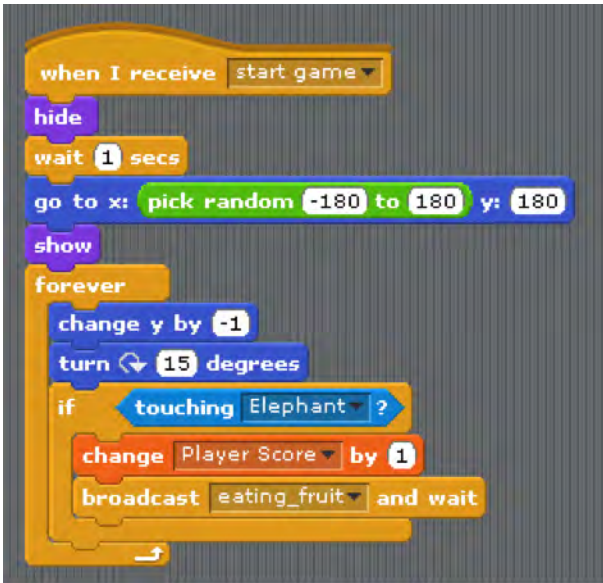 when I receive start game
hide
wait 1 secs
go to x: pick random -180 to 180 y: 180
show
forever
change y by -1
turn 15 degrees
if touching Elephant ?
change Player Score by 1
broadcast eating_fruit and wait